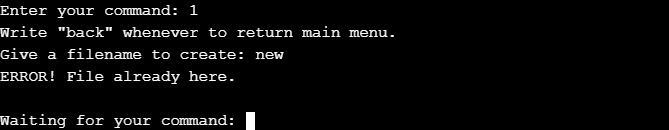 Enter your command: 1
Write "back" whenever to return main menu.
Give a filename to create: new
ERROR! File already here.
Waiting for your command: